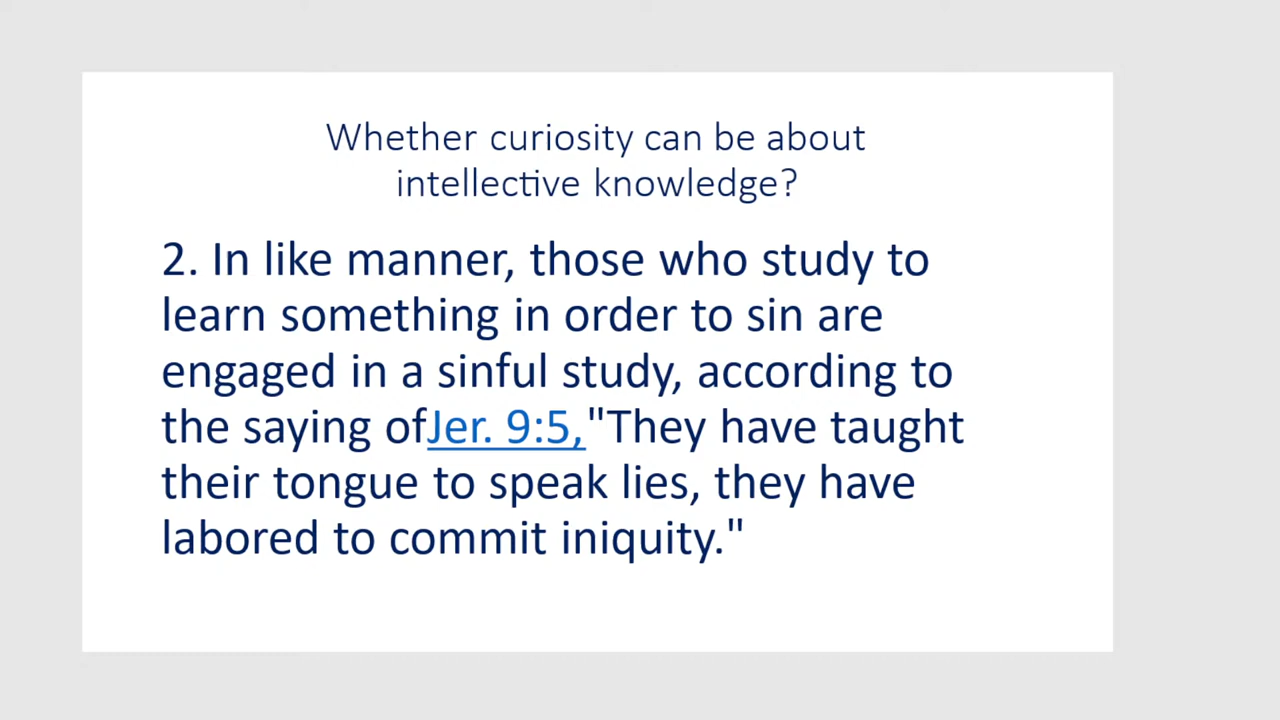 Whether curiosity can be about
intellective knowledge?
2. In like manner, those who study to
learn something in order to sin are
engaged in a sinful study, according to
the saying ofJer. 9:5,"They have taught
their tongue to speak lies, they have
labored to commit iniquity."